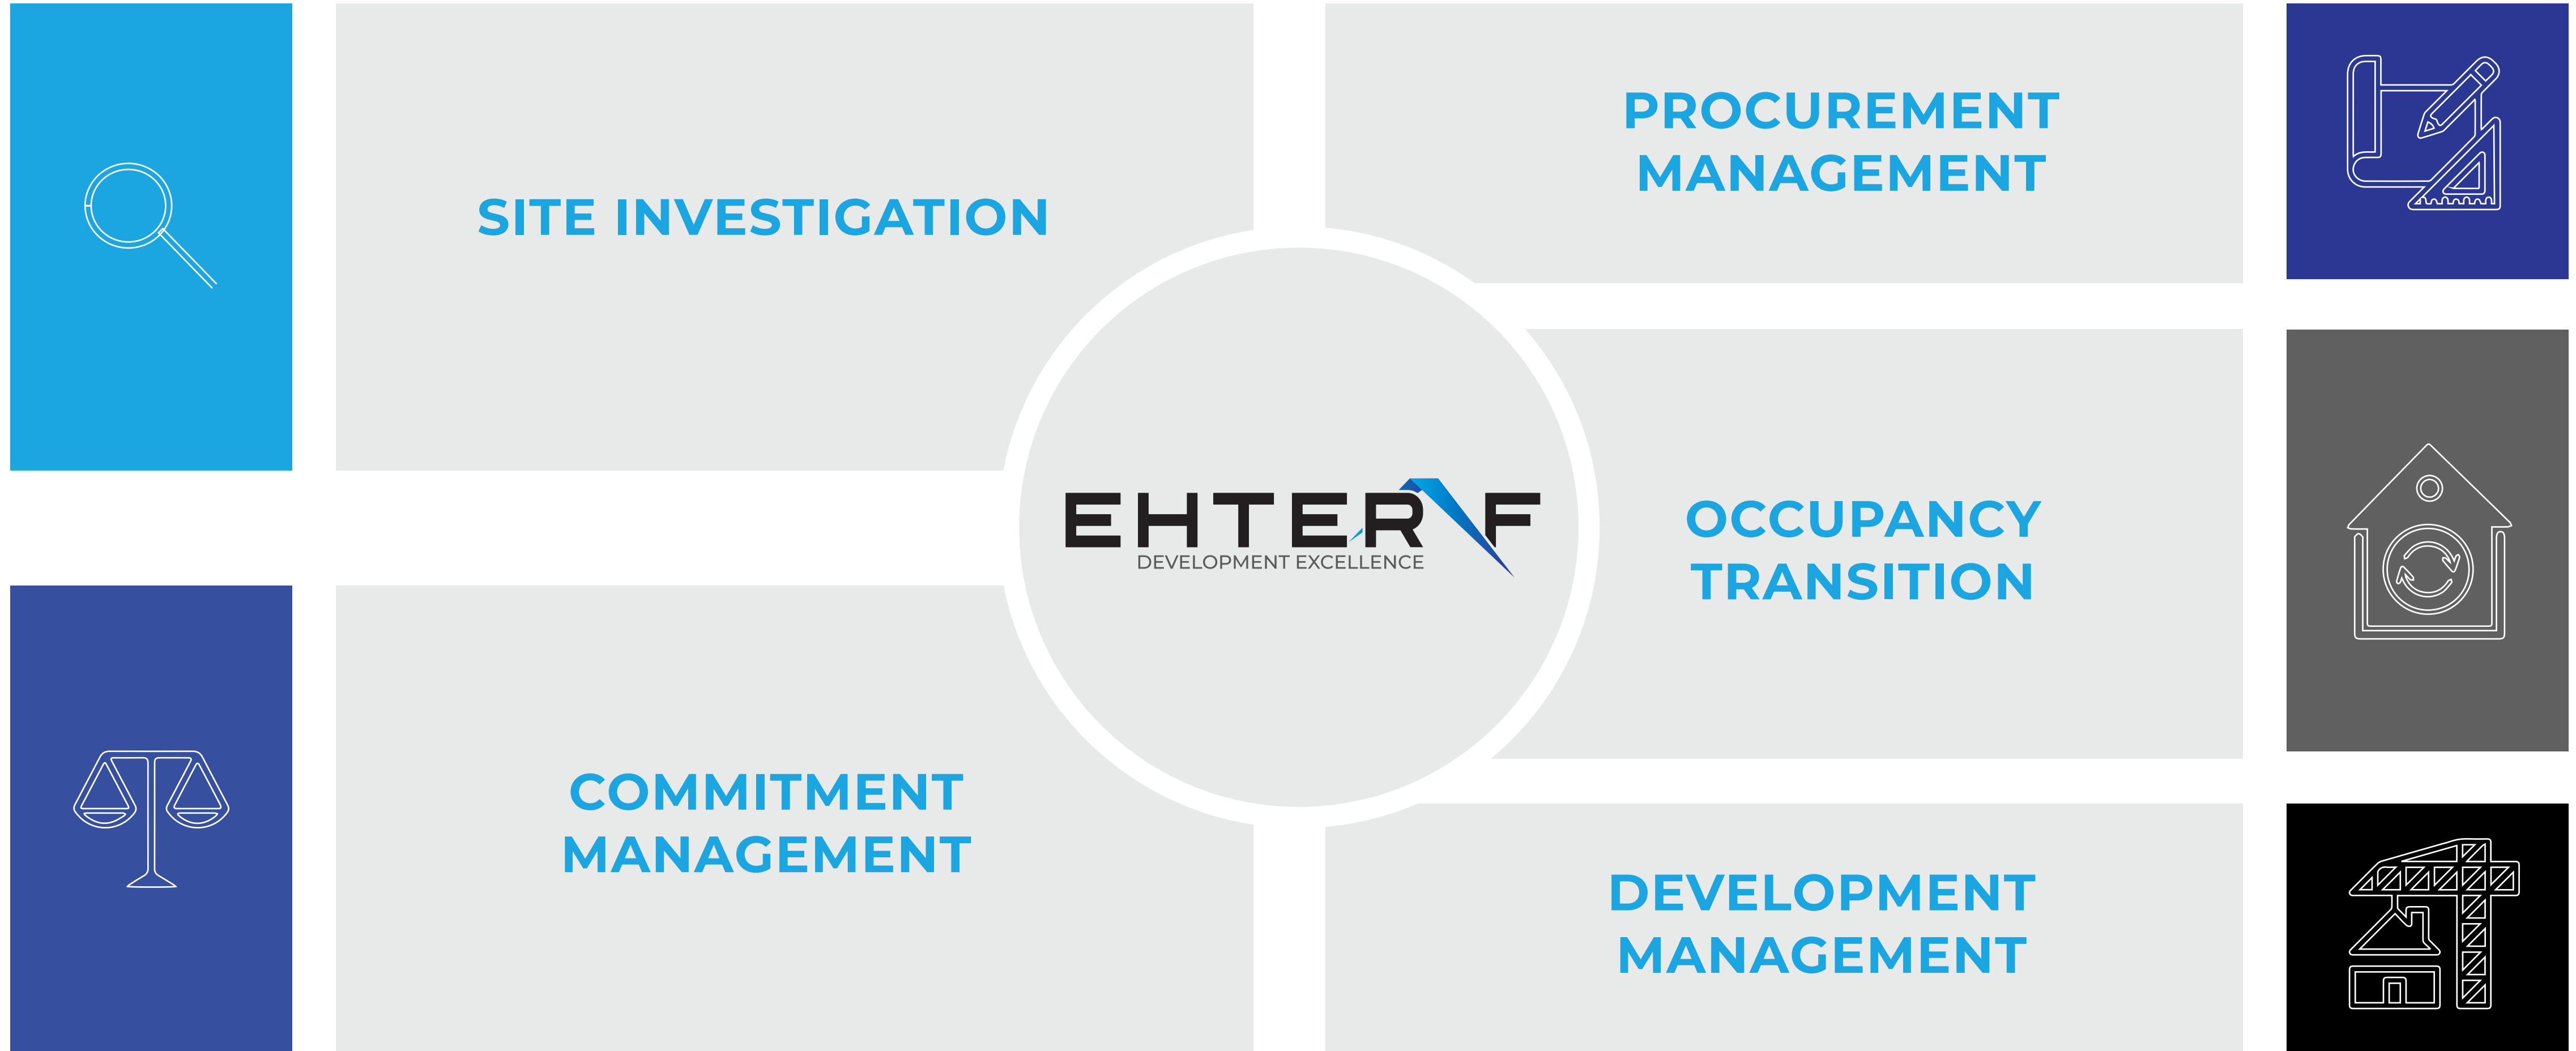 SITE INVESTIGATION
COMMITMENT
MANAGEMENT
EHTERAF
DEVELOPMENT EXCELLENCE
PROCUREMENT
MANAGEMENT
OCCUPANCY
TRANSITION
DEVELOPMENT
MANAGEMENT